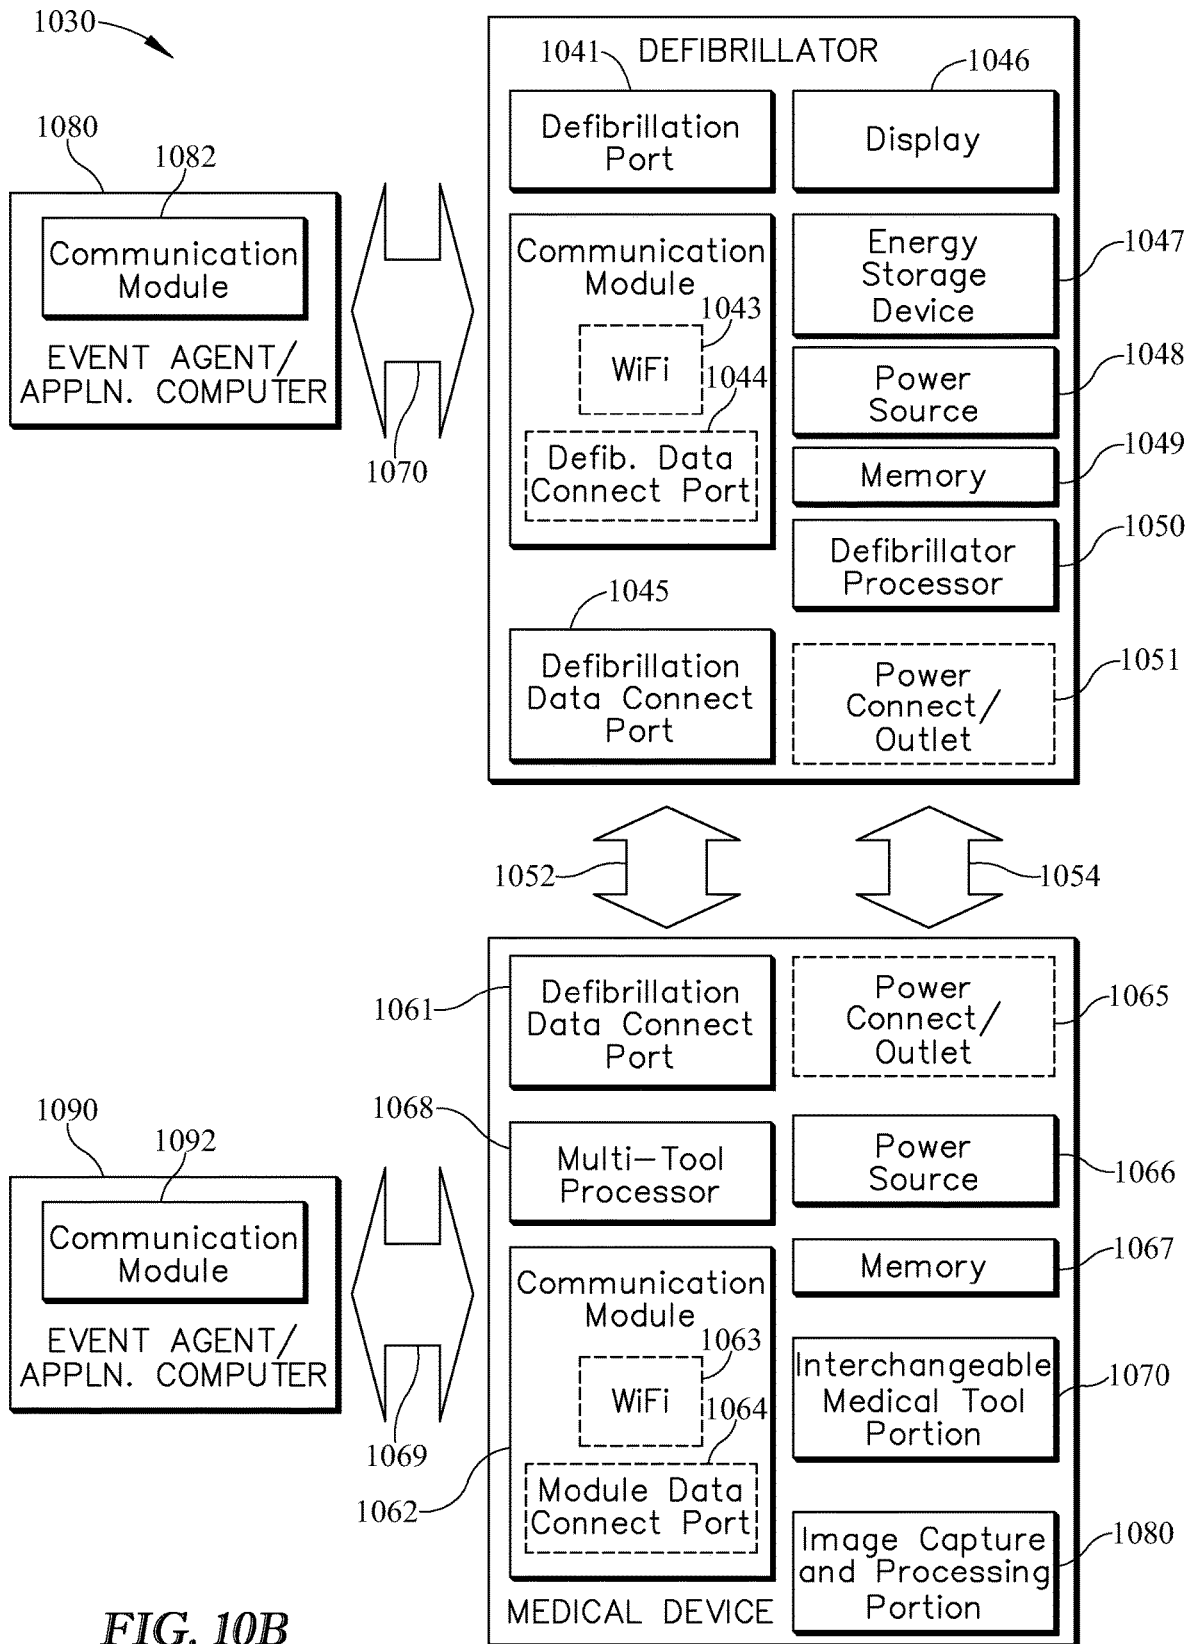 1030
DEFIBRILLATOR
1041
1046
Defibrillation
Port
Display
1080
1082
Communication
Module
EVENT AGENT/
APPLN. COMPUTER
1070
Communication
Module
1043
WiFi
1044
Defib. Data
Connect Port
Energy
Storage
Device
1047
Power
Source
1048
Memory
1049
Defibrillator
Processor
1050
1045
Defibrillation
Data Connect
Port
Power
Connect/
Outlet
1051
1052
1054
1061
Defibrillation
Data Connect
Port
Power
Connect/
Outlet
1065
1068
Multi-Tool
Processor
Power
Source
1066
1090
1092
Communication
Module
EVENT AGENT/
APPLN. COMPUTER
1069
Communication
Module
1063
WiFi
1064
Module Data
Connect Port
1062
Memory
1067
Interchangeable
Medical Tool
Portion
1070
Image Capture
and Processing
Portion
1080
MEDICAL DEVICE
FIG. 10B